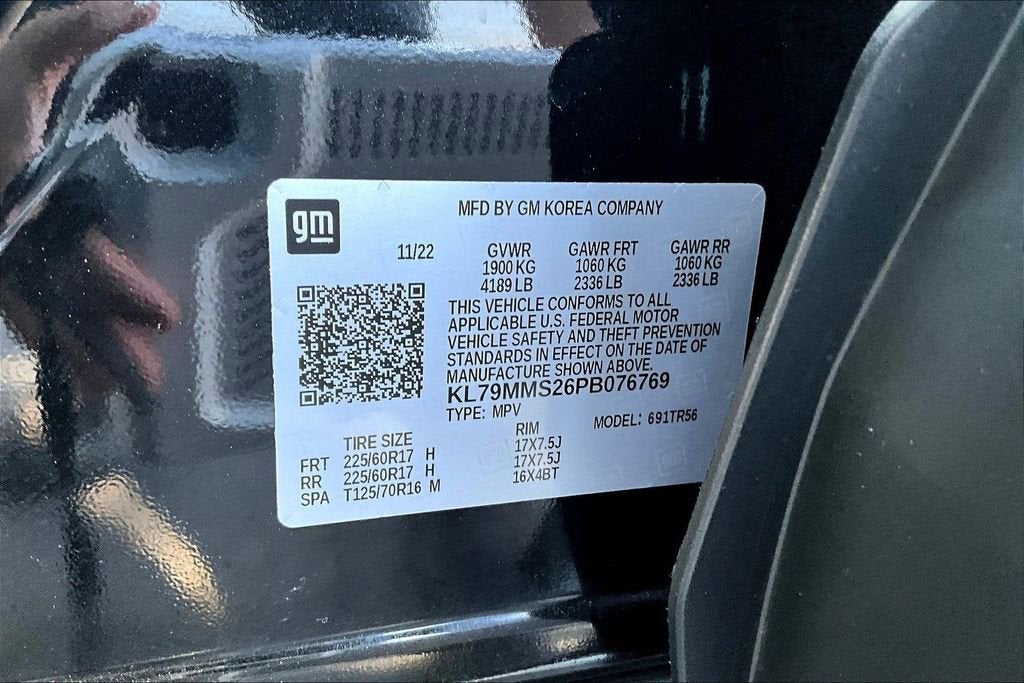 gm
MFD BY GM KOREA COMPANY
11/22
GVWR GAWR FRT GAWR RR
1900 KG 1060 KG 1060 KG
4189 LB 2336 LB 2336 LB
THIS VEHICLE CONFORMS TO ALL
APPLICABLE U.S. FEDERAL MOTOR
VEHICLE SAFETY AND THEFT PREVENTION
STANDARDS IN EFFECT ON THE DATE OF
MANUFACTURE SHOWN ABOVE.
KL79MMS26PB076769
TYPE: MPV MODEL: 691TR56
TIRE SIZE RIM
FRT 225/60R17 H 17X7.5J
RR 225/60R17 H 17X7.5J
SPA T125/70R16 M 16X4BT